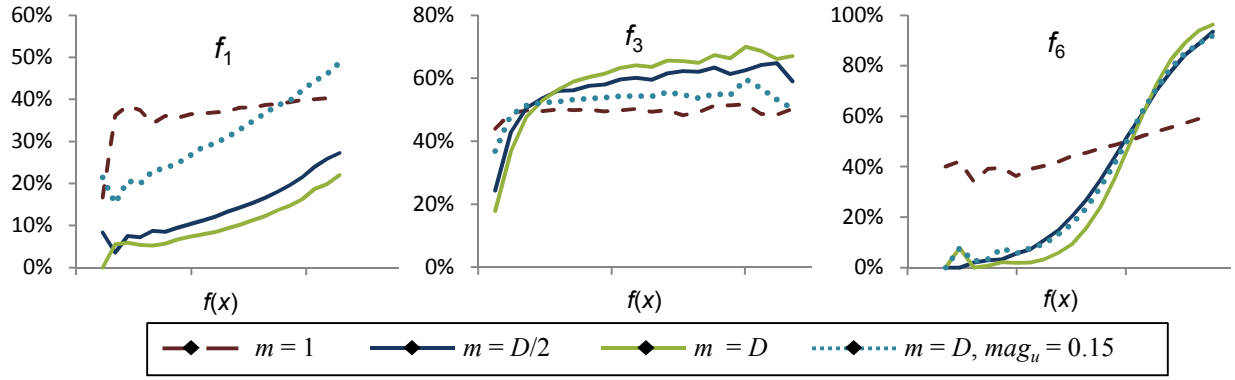 60%
50%
40%
30%
20%
10%
0%
f1
f(x)
80%
60%
40%
20%
0%
f3
f(x)
100%
80%
60%
40%
20%
0%
f6
f(x)
m = 1
m = D/2
m = D
m = D, magu = 0.15